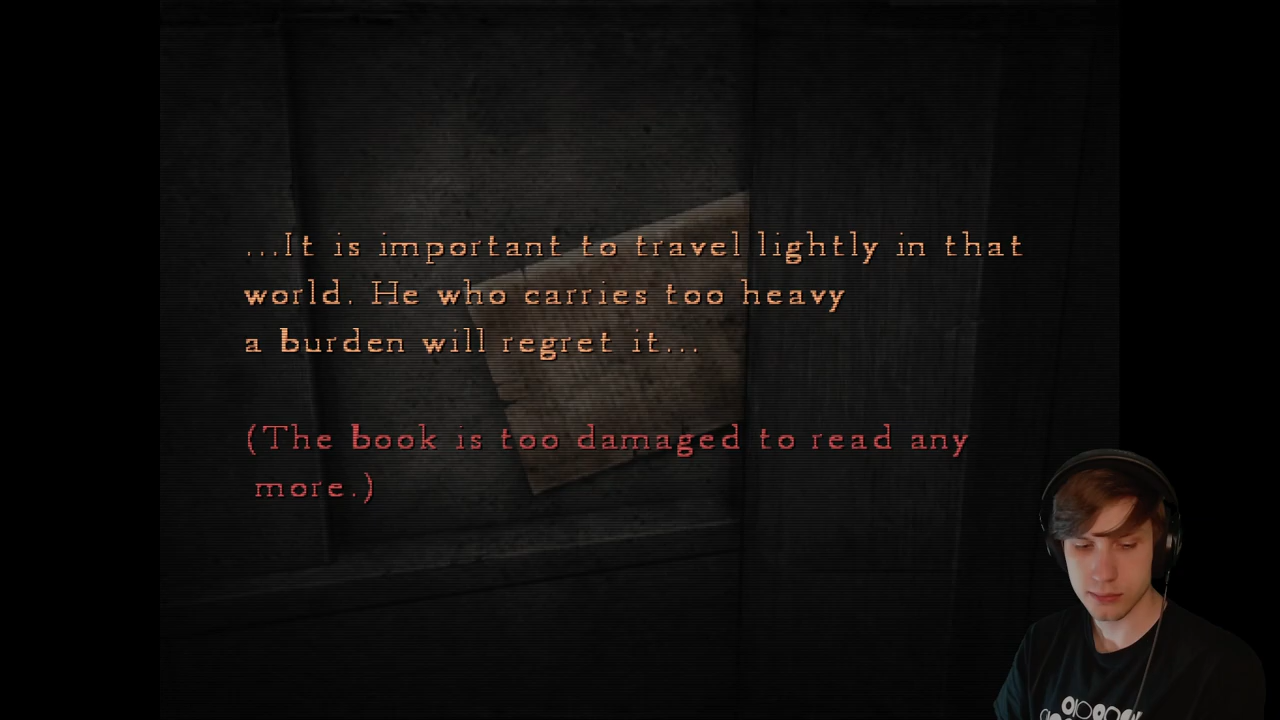 ...It is important to travel lightly in that
world. He who carries too heavy
a burden will regret it...
(The book is too damaged to read any
more.)